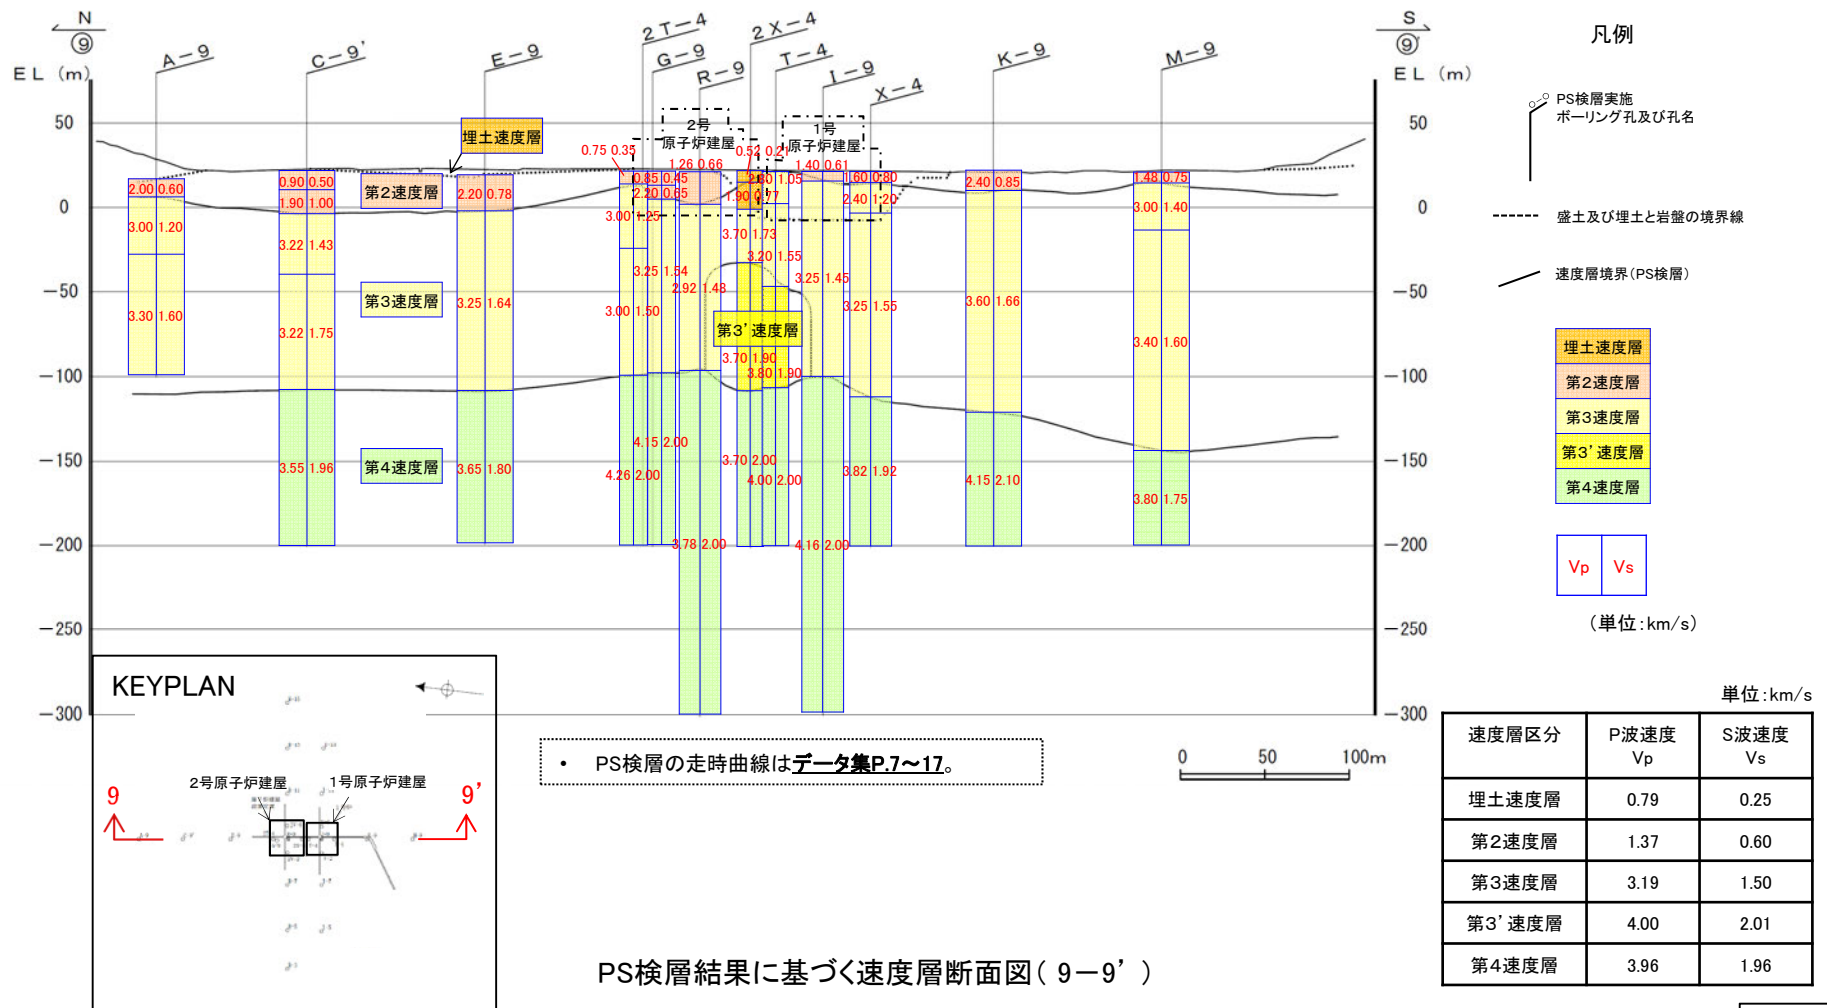 N
⑨
S
⑨'
EL (m)
EL (m)
A-9
C-9'
E-9
2T-4
G-9
R-9
2X-4
T-4
I-9
X-4
K-9
M-9
50
0
-50
-100
-150
-200
-250
-300
50
0
-50
-100
-150
-200
-250
-300
埋土速度層
第2速度層
第3速度層
第3'速度層
第4速度層
2号
原子炉建屋
1号
原子炉建屋
2.00 0.60
3.00 1.20
3.30 1.60
0.90 0.50
1.90 1.00
3.22 1.43
3.22 1.75
3.55 1.96
2.20 0.78
3.25 1.64
3.65 1.80
0.75 0.35
3.00 1.25
3.00 1.50
4.26 2.00
0.85 0.45
2.20 0.65
3.25 1.54
4.15 2.00
1.26 0.66
2.92 1.48
3.78 2.00
0.52 0.21
1.90 0.77
3.70 1.73
3.70 1.90
3.70 2.00
1.05
3.20 1.55
3.80 1.90
4.00 2.00
1.40 0.61
3.25 1.45
4.16 2.00
1.60 0.80
2.40 1.20
3.25 1.55
3.82 1.92
2.40 0.85
3.60 1.66
4.15 2.10
1.48 0.75
3.00 1.40
3.40 1.60
3.80 1.75
凡例
PS検層実施
ボーリング孔及び孔名
盛土及び埋土と岩盤の境界線
速度層境界(PS検層)
埋土速度層
第2速度層
第3速度層
第3'速度層
第4速度層
Vp Vs
(単位:km/s)
KEYPLAN
2号原子炉建屋
1号原子炉建屋
9
9'
・ PS検層の走時曲線はデータ集P.7～17。
0 50 100m
単位:km/s
速度層区分 P波速度 Vp S波速度 Vs
埋土速度層 0.79 0.25
第2速度層 1.37 0.60
第3速度層 3.19 1.50
第3'速度層 4.00 2.01
第4速度層 3.96 1.96
PS検層結果に基づく速度層断面図(9-9')